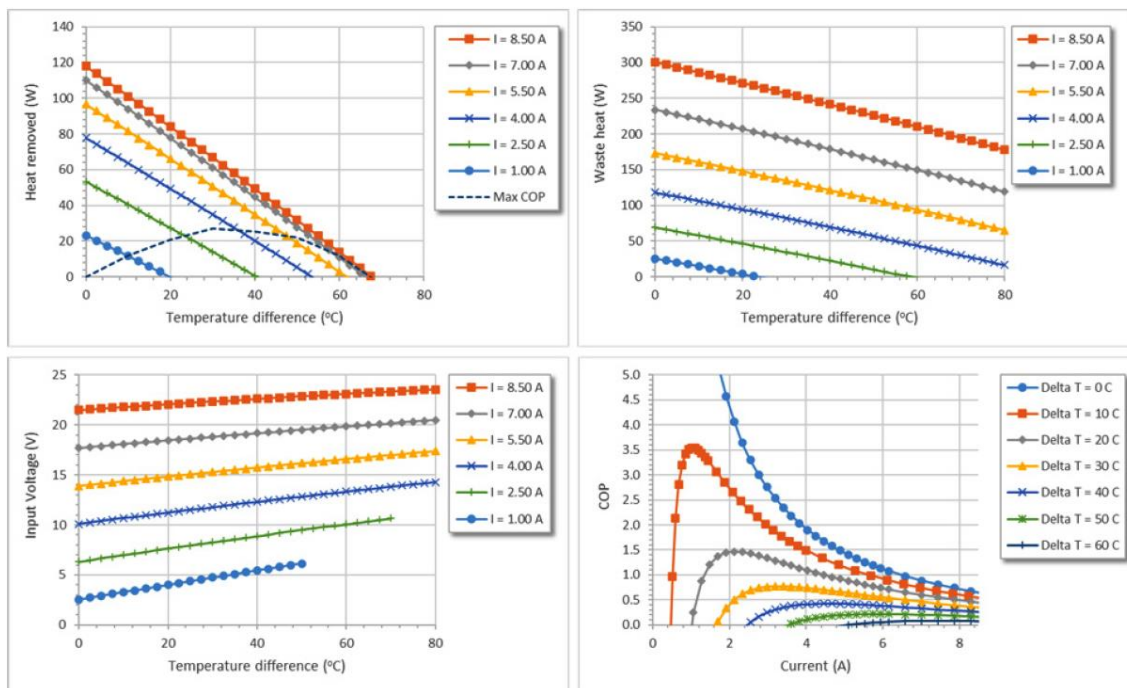 140
120
100
80
60
40
20
0
Heat removed (W)
0 20 40 60 80
Temperature difference (°C)
I = 8.50 A
I = 7.00 A
I = 5.50 A
I = 4.00 A
I = 2.50 A
I = 1.00 A
Max COP
350
300
250
200
150
100
50
0
Waste heat (W)
0 20 40 60 80
Temperature difference (°C)
I = 8.50 A
I = 7.00 A
I = 5.50 A
I = 4.00 A
I = 2.50 A
I = 1.00 A
25
20
15
10
5
0
Input Voltage (V)
0 20 40 60 80
Temperature difference (°C)
I = 8.50 A
I = 7.00 A
I = 5.50 A
I = 4.00 A
I = 2.50 A
I = 1.00 A
5.0
4.5
4.0
3.5
3.0
2.5
2.0
1.5
1.0
0.5
0.0
COP
0 2 4 6 8
Current (A)
Delta T = 0 C
Delta T = 10 C
Delta T = 20 C
Delta T = 30 C
Delta T = 40 C
Delta T = 50 C
Delta T = 60 C